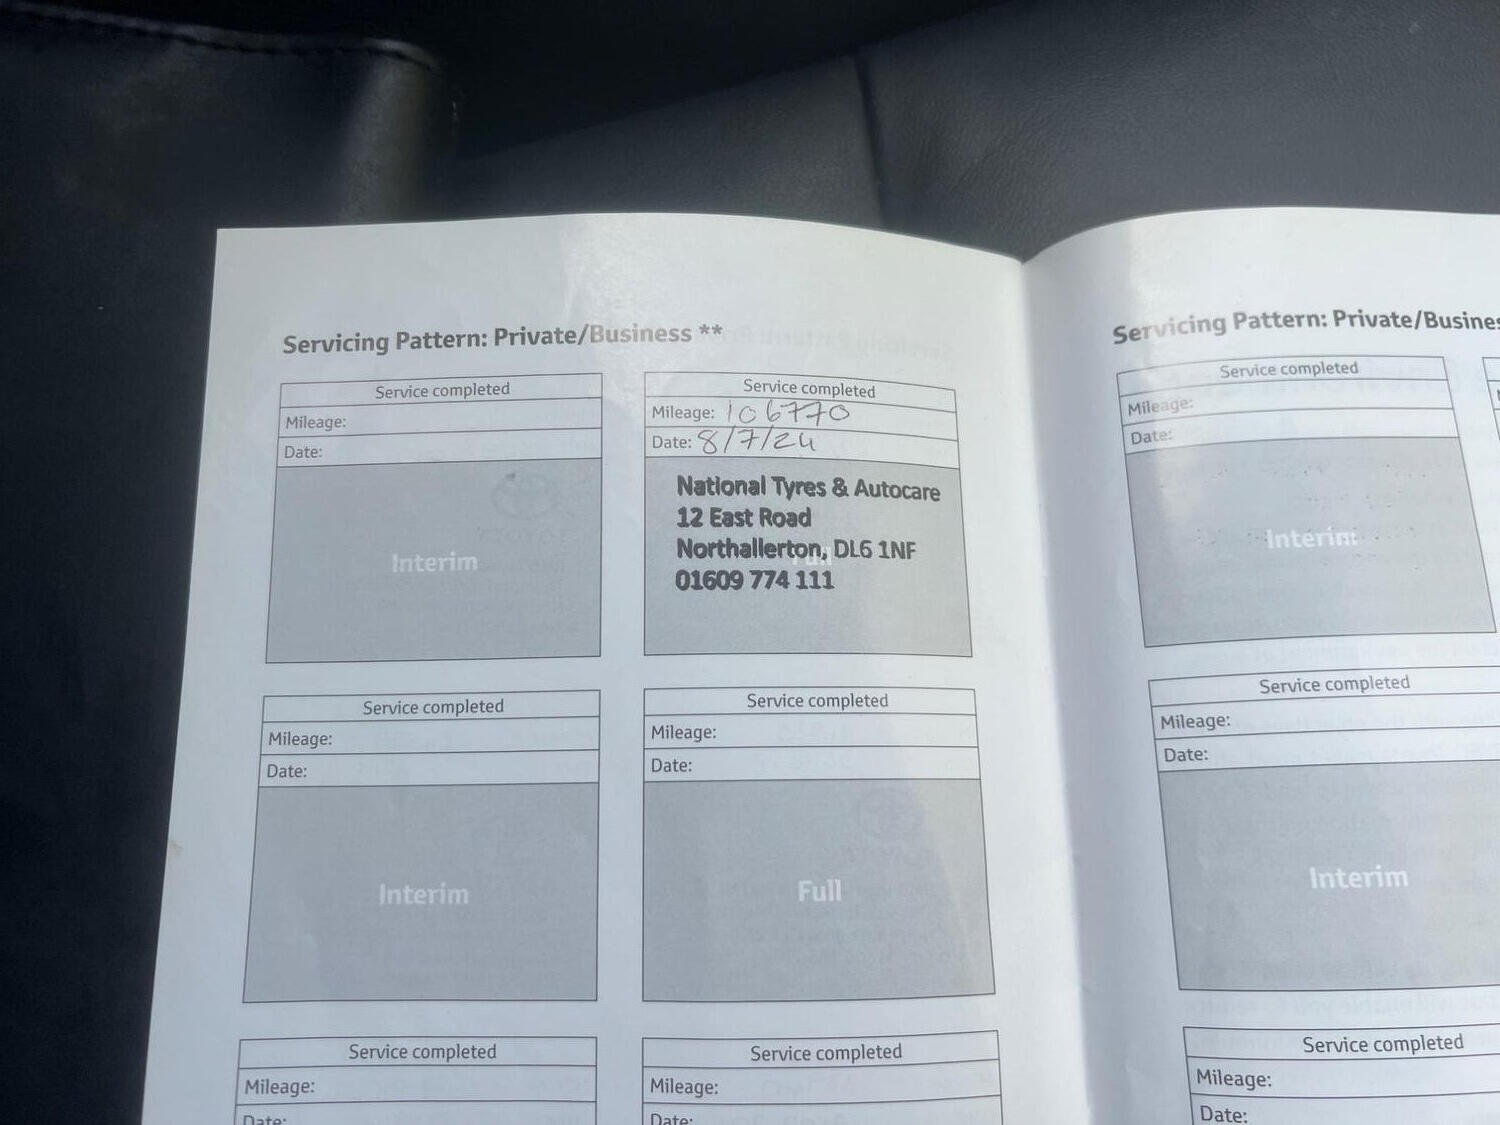 Servicing Pattern: Private/Business **
Service completed
Mileage:
Date:
Interim
Service completed
Mileage: 106770
Date: 8/7/24
National Tyres & Autocare
12 East Road
Northallerton, DL6 1NF
01609 774 111
Service completed
Mileage:
Date:
Interim
Service completed
Mileage:
Date:
Full
Service completed
Mileage:
Date:
Service completed
Mileage:
Date:
Servicing Pattern: Private/Busines
Service completed
Mileage:
Date:
Interim
Service completed
Mileage:
Date:
Interim
Service completed
Mileage:
Date: